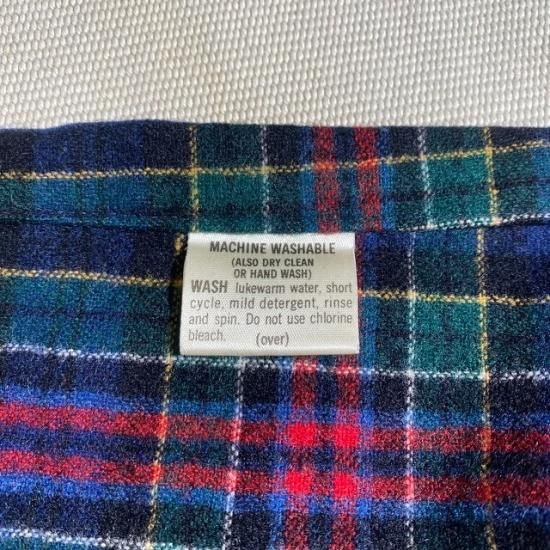 MACHINE WASHABLE
(ALSO DRY CLEAN
OR HAND WASH)
WASH lukewarm water, short
cycle, mild detergent, rinse
and spin. Do not use chlorine
bleach. (over)